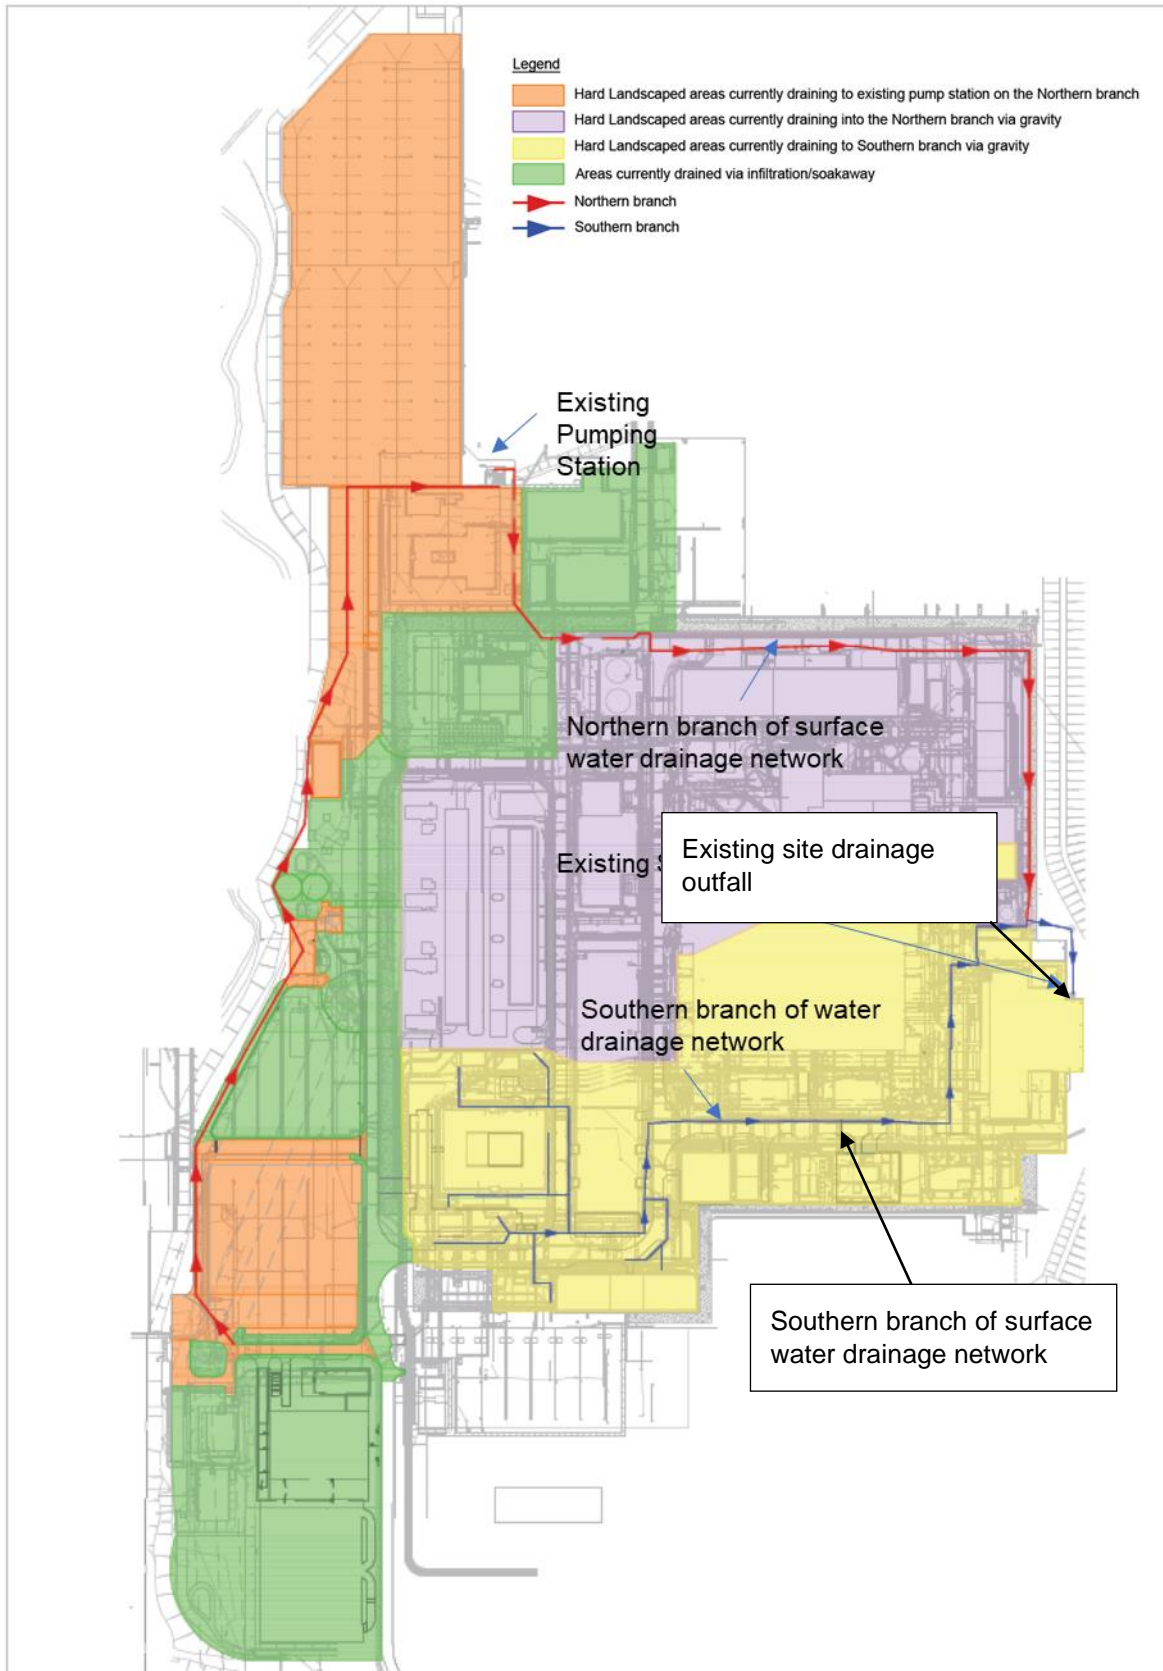 Legend
Hard Landscaped areas currently draining to existing pump station on the Northern branch
Hard Landscaped areas currently draining into the Northern branch via gravity
Hard Landscaped areas currently draining to Southern branch via gravity
Areas currently drained via infiltration/soakaway
Northern branch
Southern branch
Existing
Pumping
Station
Northern branch of surface
water drainage network
Existing
Existing site drainage
outfall
Southern branch of water
drainage network
Southern branch of surface
water drainage network